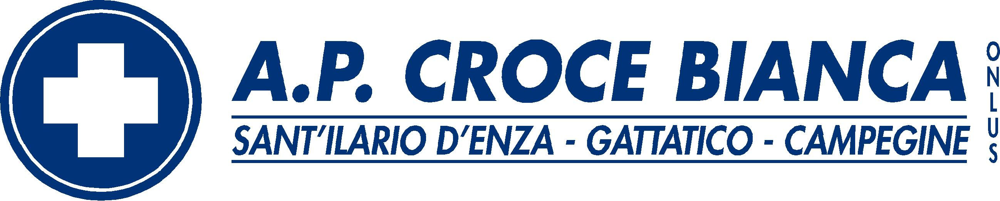 A.P. CROCE BIANCA
SANT'ILARIO D'ENZA - GATTATICO - CAMPEGINE
ONLUS